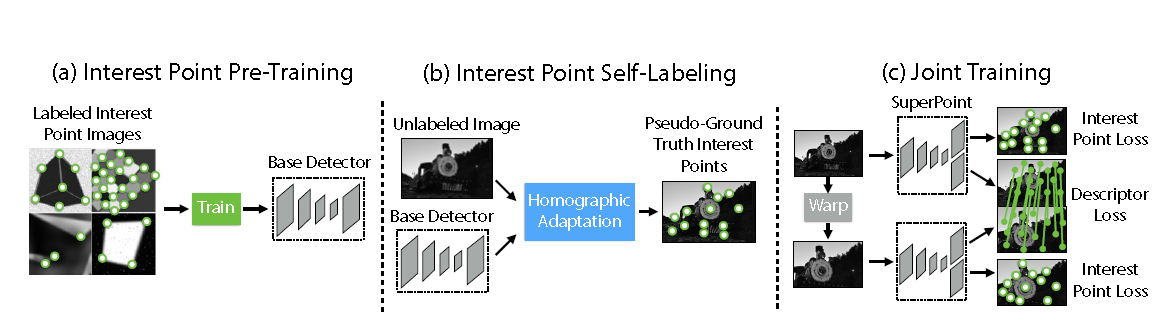 (a) Interest Point Pre-Training
Labeled Interest
Point Images
Train
Base Detector
(b) Interest Point Self-Labeling
Unlabeled Image
Base Detector
Homographic
Adaptation
Pseudo-Ground
Truth Interest
Points
(c) Joint Training
SuperPoint
Warp
Interest
Point Loss
Descriptor
Loss
Interest
Point Loss